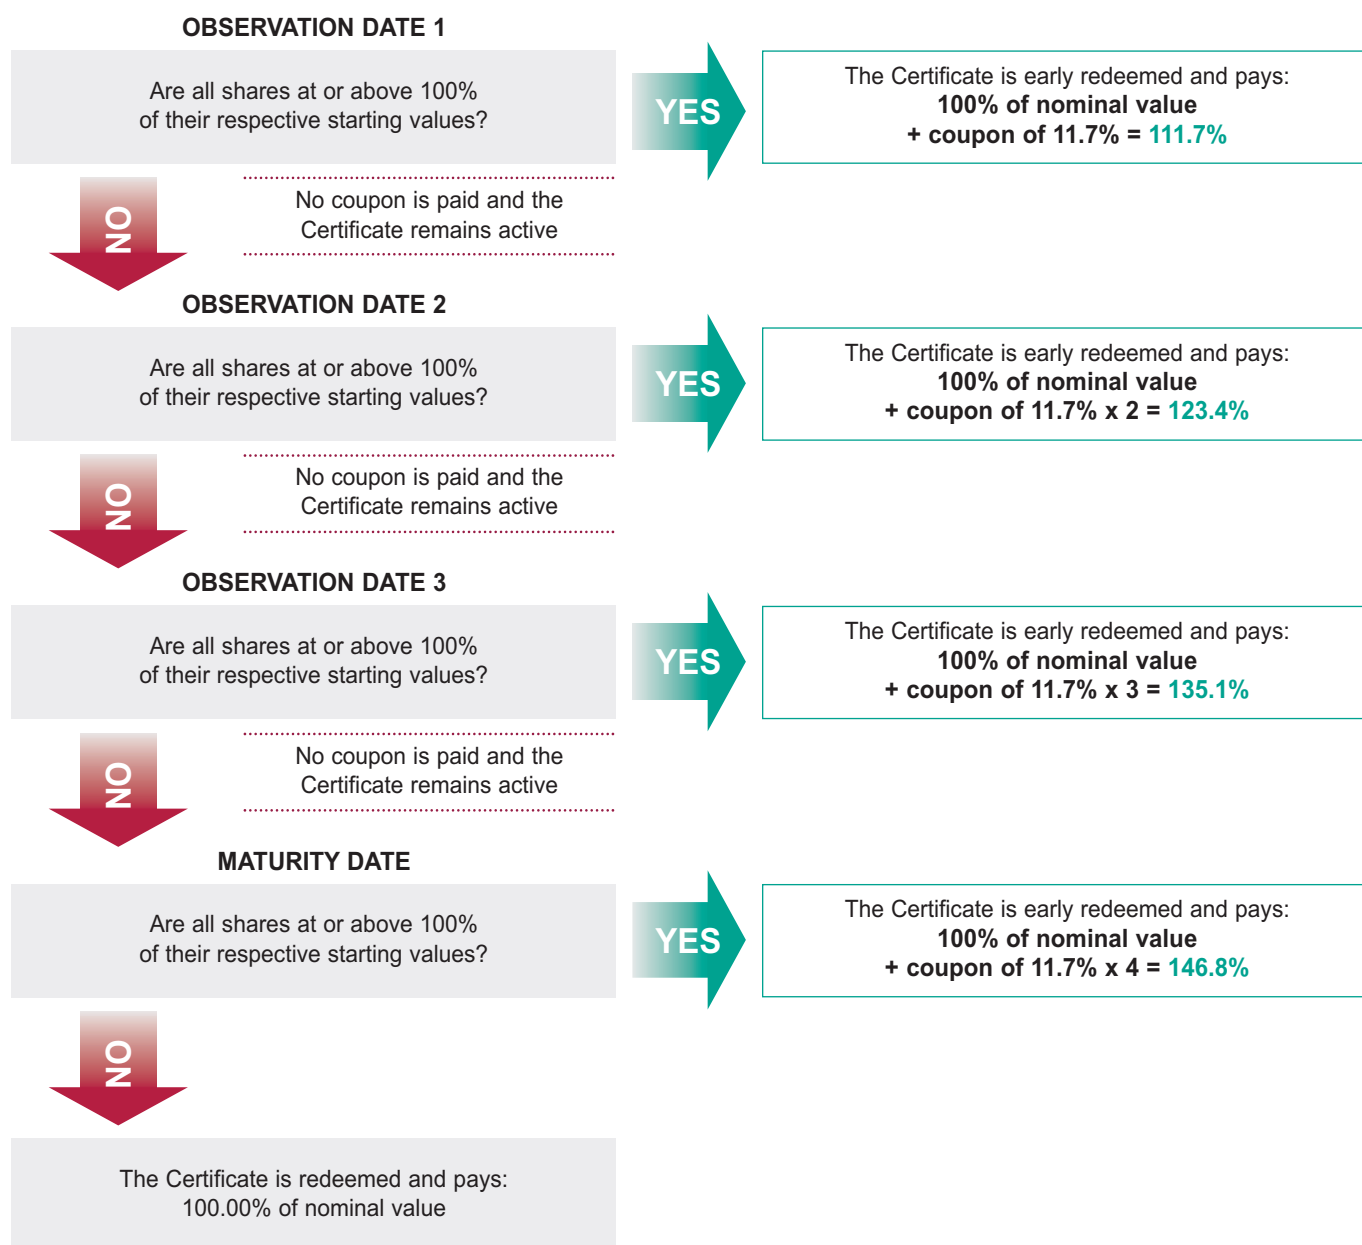 OBSERVATION DATE 1
Are all shares at or above 100%
of their respective starting values?
YES
The Certificate is early redeemed and pays:
100% of nominal value
+ coupon of 11.7% = 111.7%
NO
No coupon is paid and the
Certificate remains active
OBSERVATION DATE 2
Are all shares at or above 100%
of their respective starting values?
YES
The Certificate is early redeemed and pays:
100% of nominal value
+ coupon of 11.7% x 2 = 123.4%
NO
No coupon is paid and the
Certificate remains active
OBSERVATION DATE 3
Are all shares at or above 100%
of their respective starting values?
YES
The Certificate is early redeemed and pays:
100% of nominal value
+ coupon of 11.7% x 3 = 135.1%
NO
No coupon is paid and the
Certificate remains active
MATURITY DATE
Are all shares at or above 100%
of their respective starting values?
YES
The Certificate is early redeemed and pays:
100% of nominal value
+ coupon of 11.7% x 4 = 146.8%
NO
The Certificate is redeemed and pays:
100.00% of nominal value